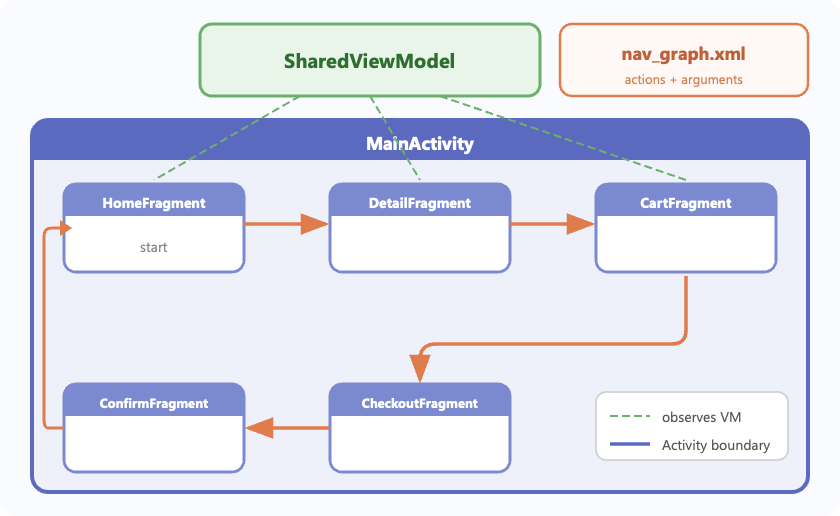 SharedViewModel
nav_graph.xml
actions + arguments
MainActivity
HomeFragment
DetailFragment
CartFragment
start
ConfirmFragment
CheckoutFragment
observes VM
Activity boundary